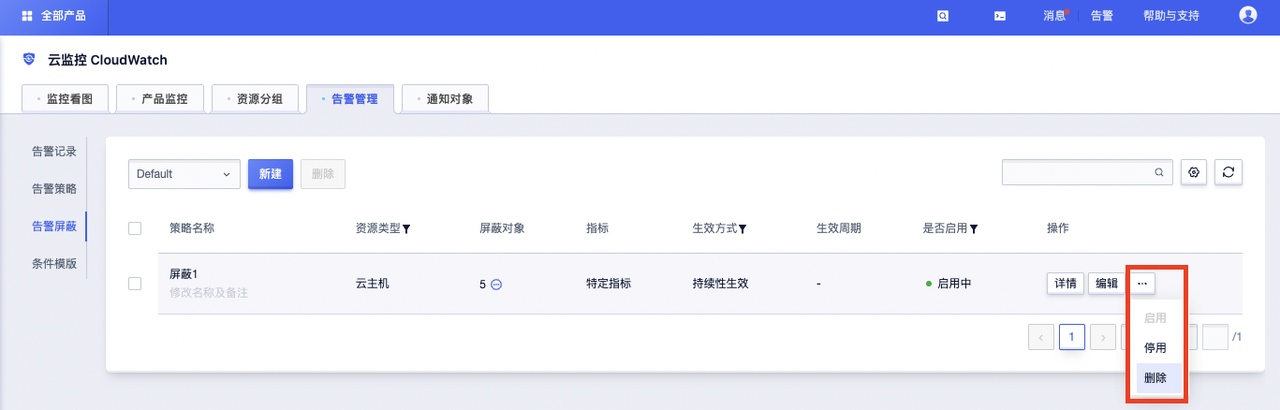 全部产品
消息
告警
帮助与支持
云监控 CloudWatch
监控看图
产品监控
资源分组
告警管理
通知对象
告警记录
告警策略
告警屏蔽
条件模版
Default
新建
删除
策略名称
资源类型
屏蔽对象
指标
生效方式
生效周期
是否启用
操作
屏蔽1
修改名称及备注
云主机
5
特定指标
持续性生效
-
启用中
详情
编辑
...
启用
停用
删除
1
/1